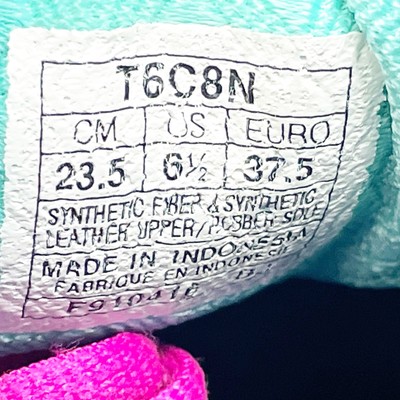 T6C8N
CM US EURO
23.5 6½ 37.5
SYNTHETIC FIBER & SYNTHETIC
LEATHER UPPER/RUBBER SOLE
MADE IN INDONESIA
FABRIQUE EN INDONESIE